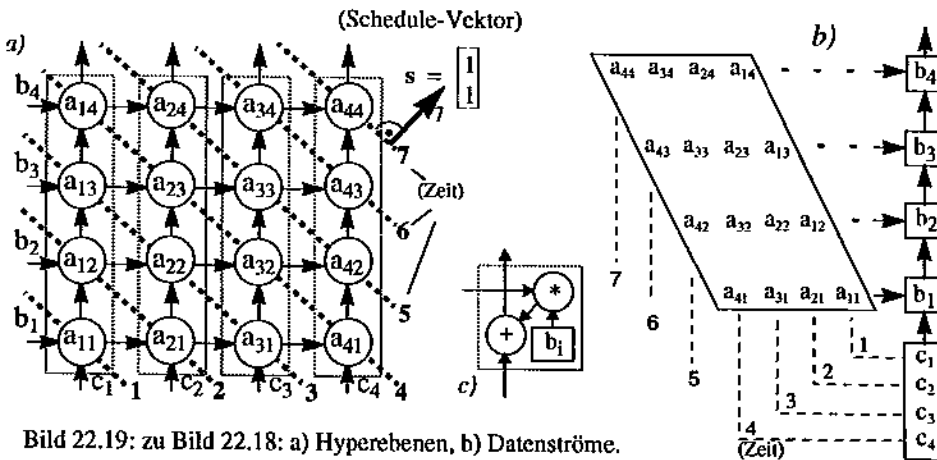 (Schedule-Vektor)
a)
s = [1 1]
b₄ a₁₄ a₂₄ a₃₄ a₄₄
7
(Zeit)
b₃ a₁₃ a₂₃ a₃₃ a₄₃
6
b₂ a₁₂ a₂₂ a₃₂ a₄₂
5
b₁ a₁₁ a₂₁ a₃₁ a₄₁
c₁ 1 c₂ 2 c₃ 3 c₄ 4
c)
*
+
bᵢ
b)
a₄₄ a₃₄ a₂₄ a₁₄ b₄
a₄₃ a₃₃ a₂₃ a₁₃ b₃
a₄₂ a₃₂ a₂₂ a₁₂ b₂
a₄₁ a₃₁ a₂₁ a₁₁ b₁
7
6
5
1 c₁
2 c₂
3 c₃
4 c₄
(Zeit)
Bild 22.19: zu Bild 22.18: a) Hyperebenen, b) Datenströme.